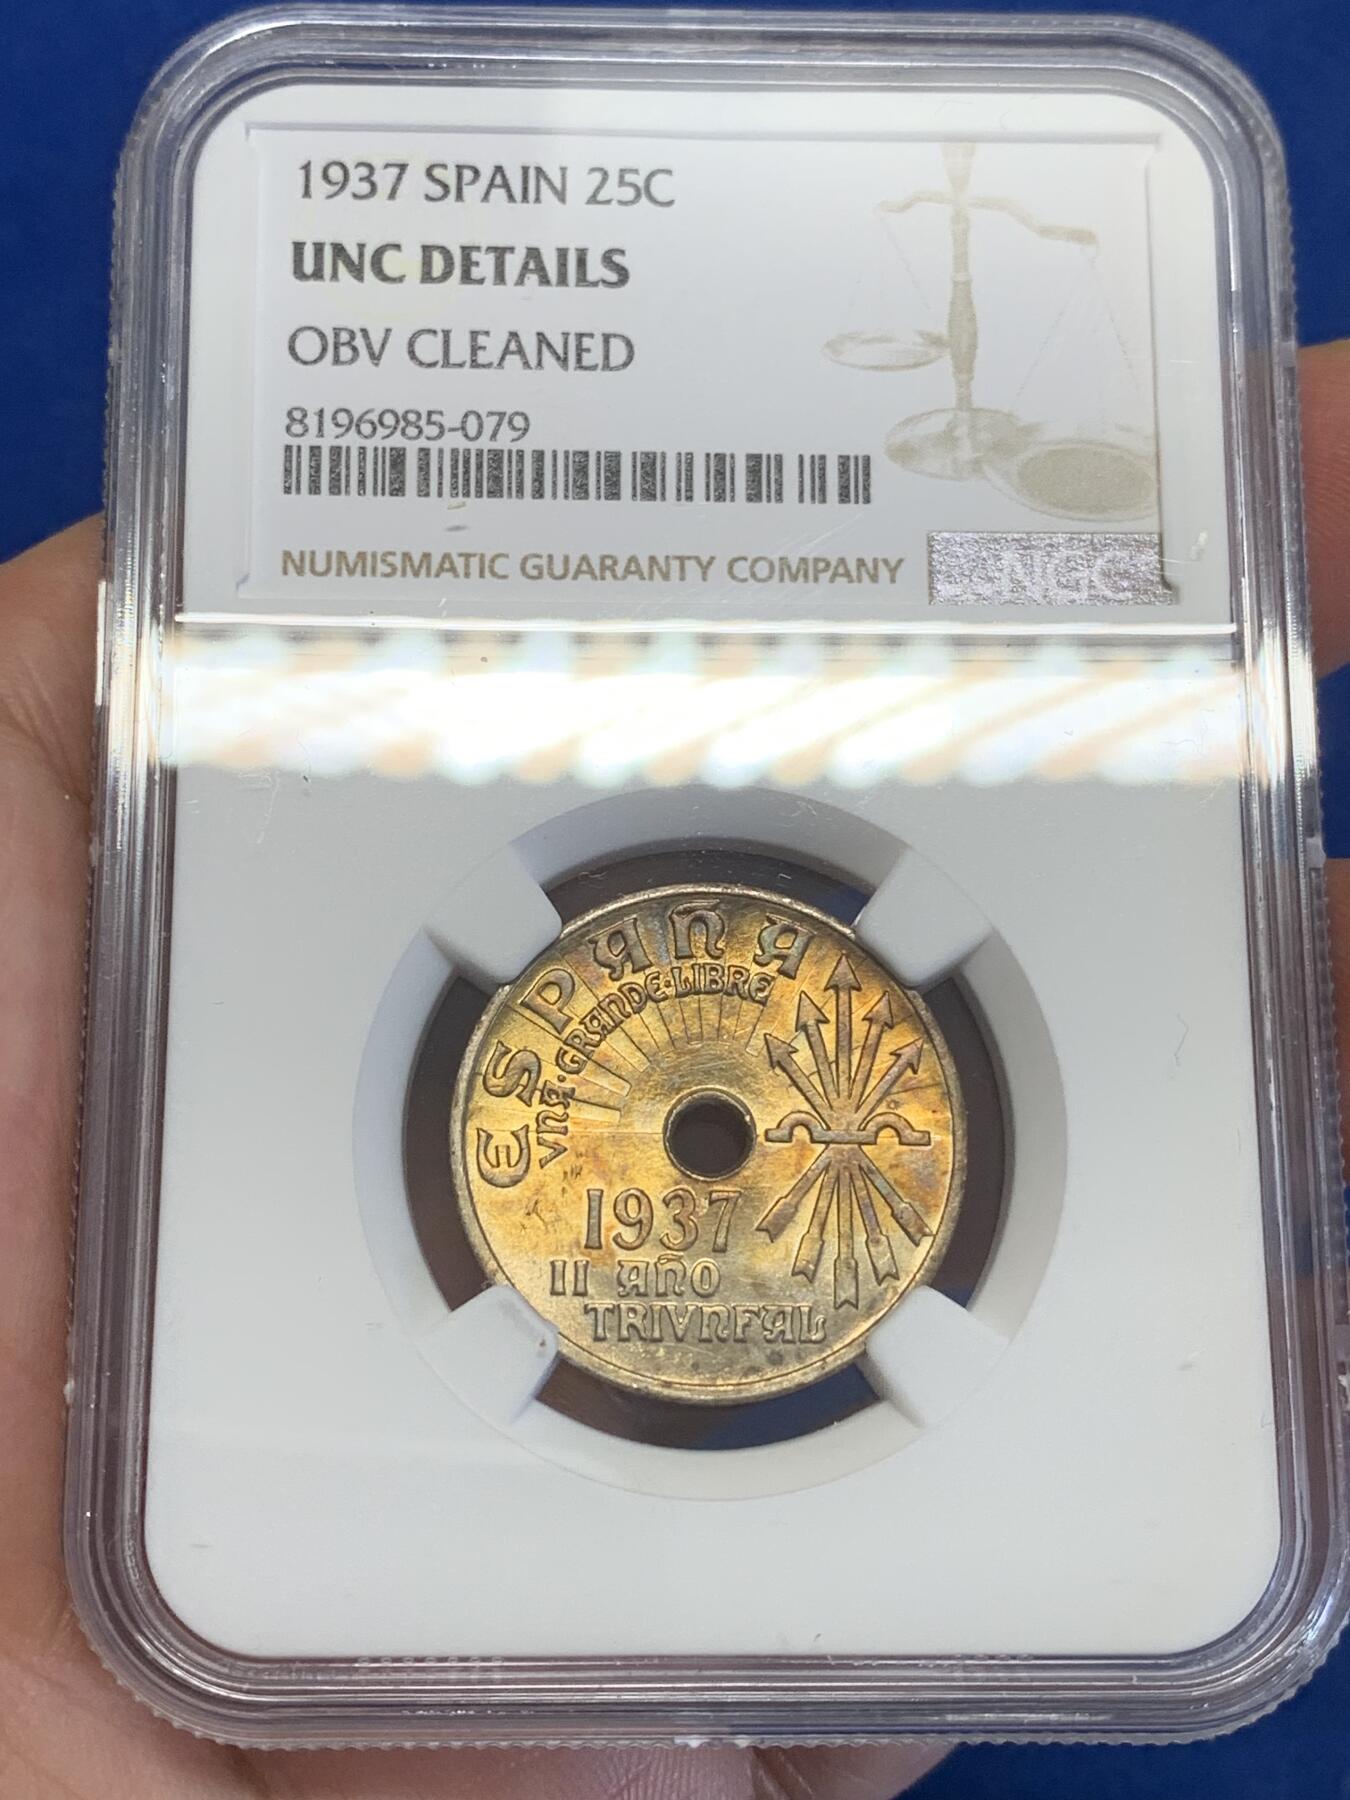 1937 SPAIN 25C
UNC DETAILS
OBV CLEANED
8196985-079
NUMISMATIC GUARANTY COMPANY
NGC
ESPAÑA
VNA·GRANDE·LIBRE
1937
II AÑO
TRIVNFAL